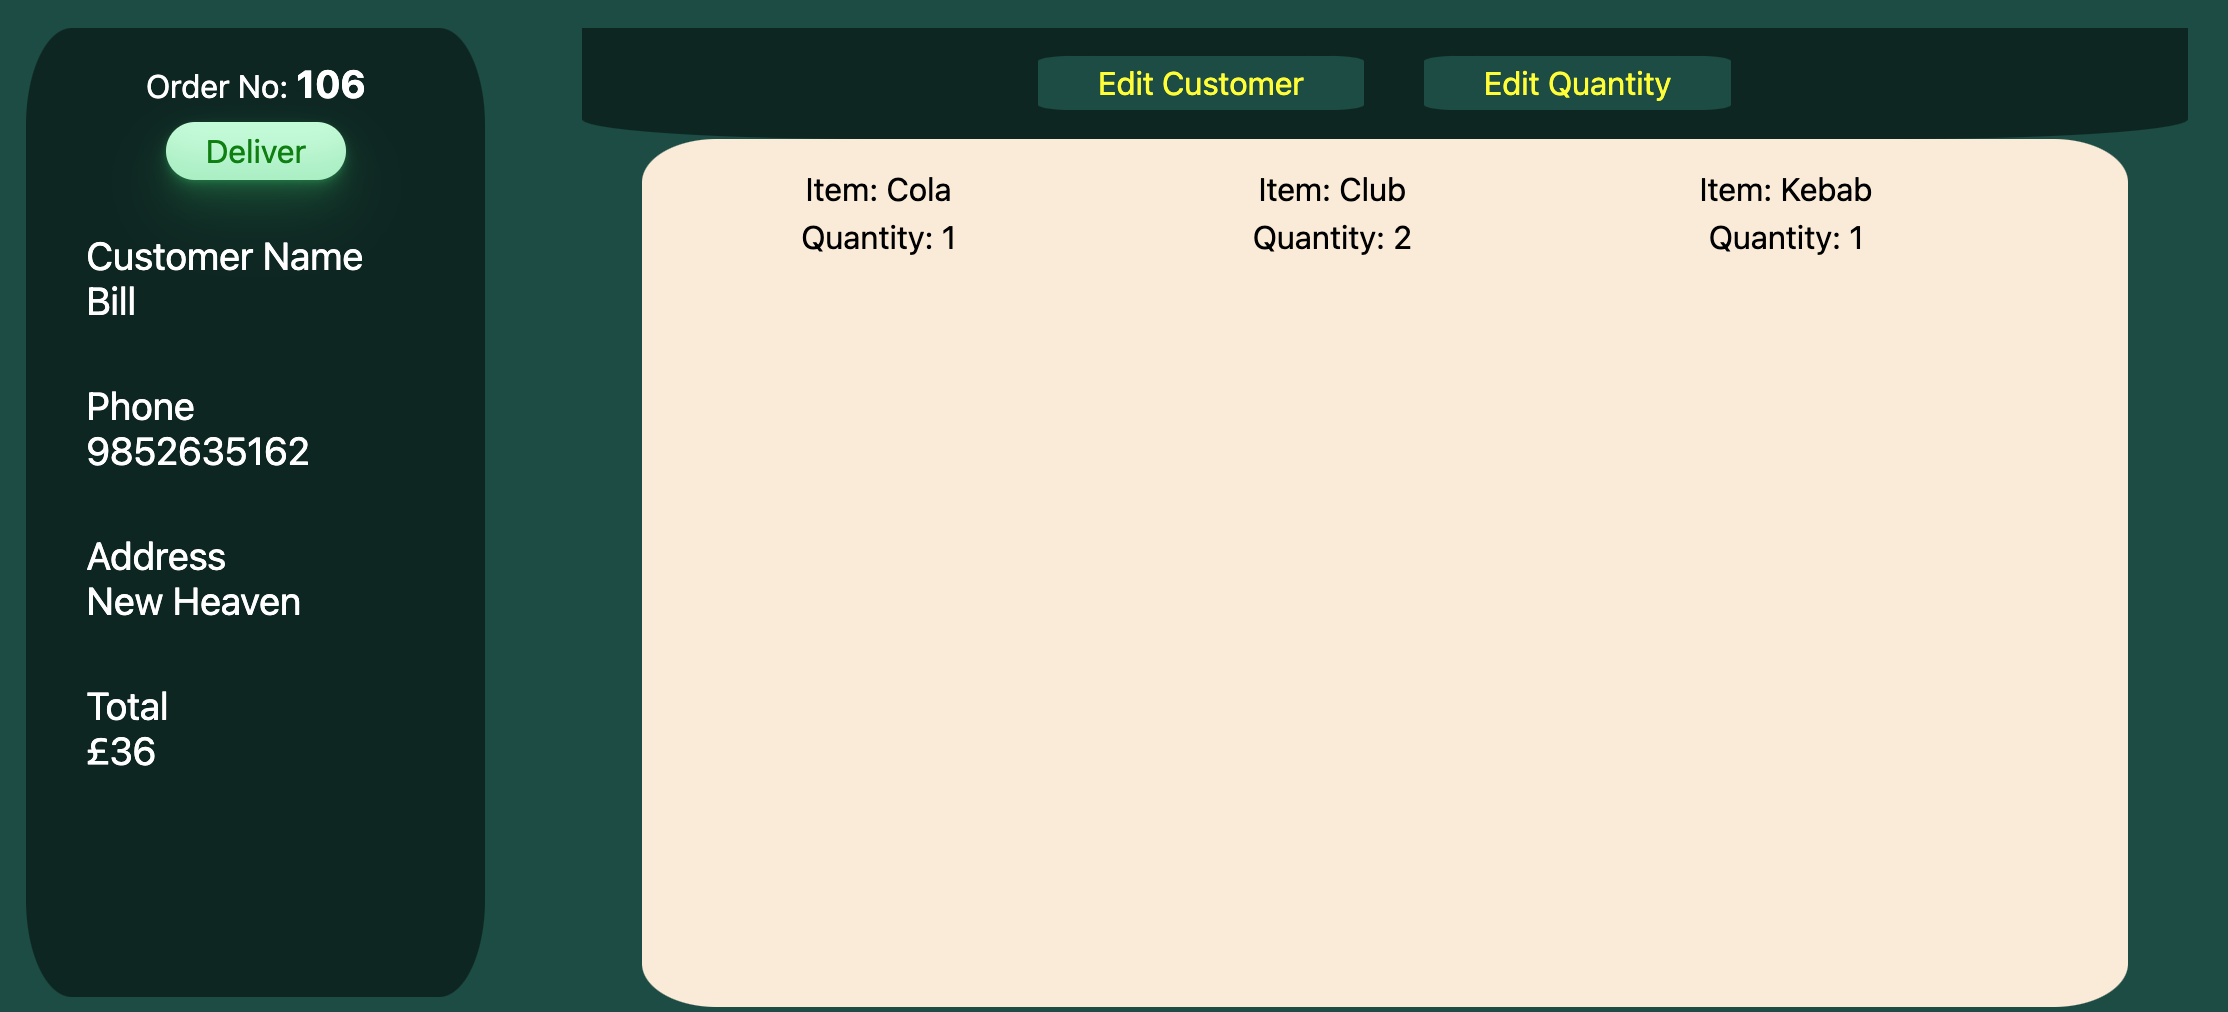 Order No: 106
Deliver
Customer Name
Bill
Phone
9852635162
Address
New Heaven
Total
£36
Edit Customer
Edit Quantity
Item: Cola
Quantity: 1
Item: Club
Quantity: 2
Item: Kebab
Quantity: 1